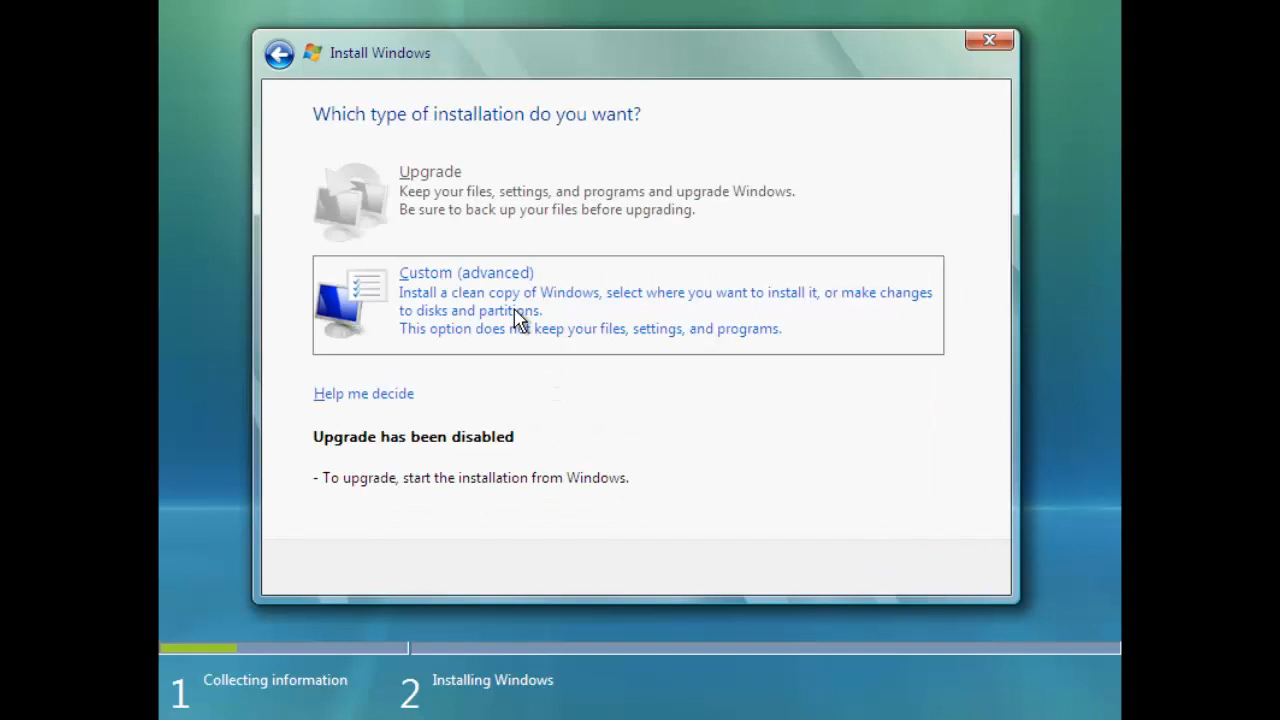 Install Windows
Which type of installation do you want?
Upgrade
Keep your files, settings, and programs and upgrade Windows.
Be sure to back up your files before upgrading.
Custom (advanced)
Install a clean copy of Windows, select where you want to install it, or make changes
to disks and partitions.
This option does not keep your files, settings, and programs.
Help me decide
Upgrade has been disabled
- To upgrade, start the installation from Windows.
1 Collecting information
2 Installing Windows